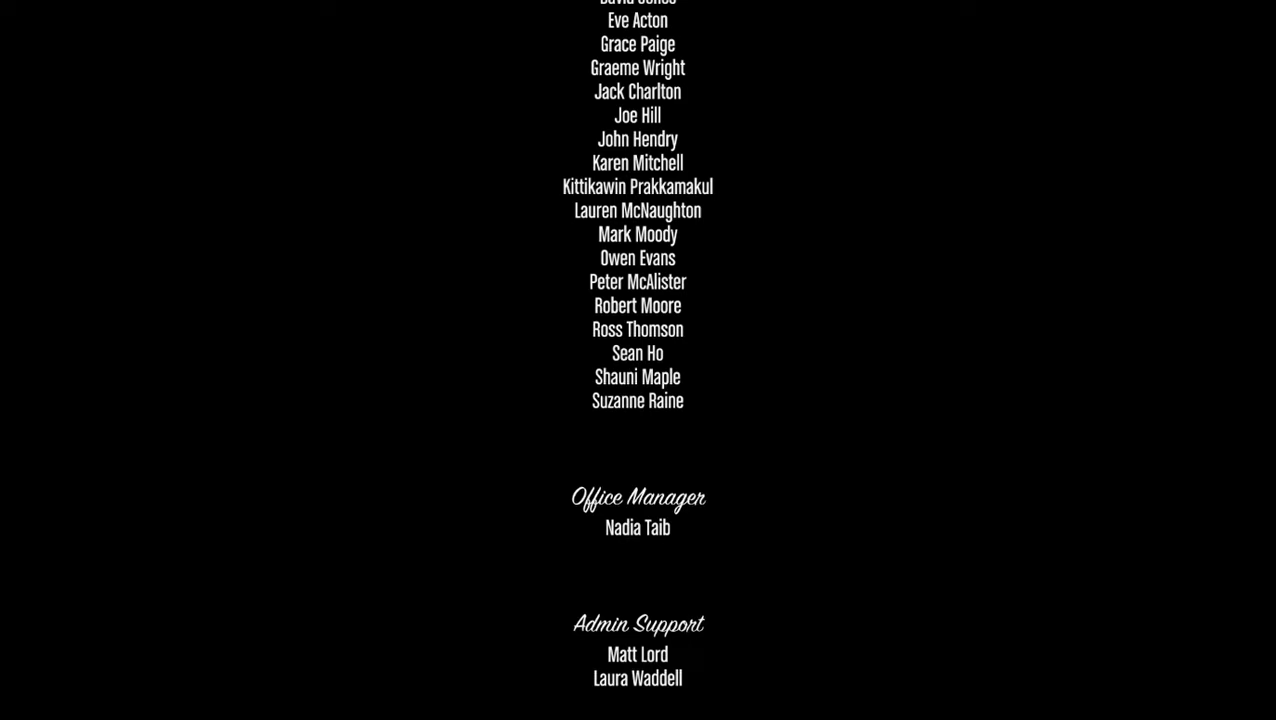 David Jones
Eve Acton
Grace Paige
Graeme Wright
Jack Charlton
Joe Hill
John Hendry
Karen Mitchell
Kittikawin Prakkamakul
Lauren McNaughton
Mark Moody
Owen Evans
Peter McAlister
Robert Moore
Ross Thomson
Sean Ho
Shauni Maple
Suzanne Raine
Office Manager
Nadia Taib
Admin Support
Matt Lord
Laura Waddell